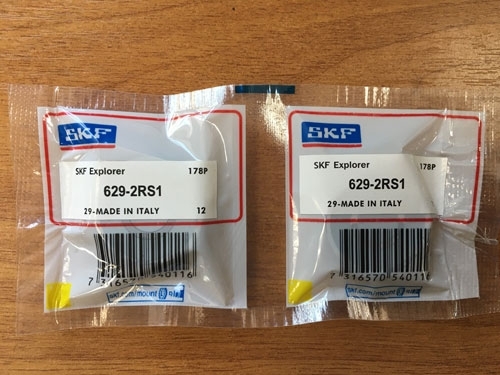 SKF
SKF Explorer 178P
629-2RS1
29-MADE IN ITALY 12
7 316570 540116
skf.com/mount
SKF
SKF Explorer 178P
629-2RS1
29-MADE IN ITALY
7 316570 540116
skf.com/mount